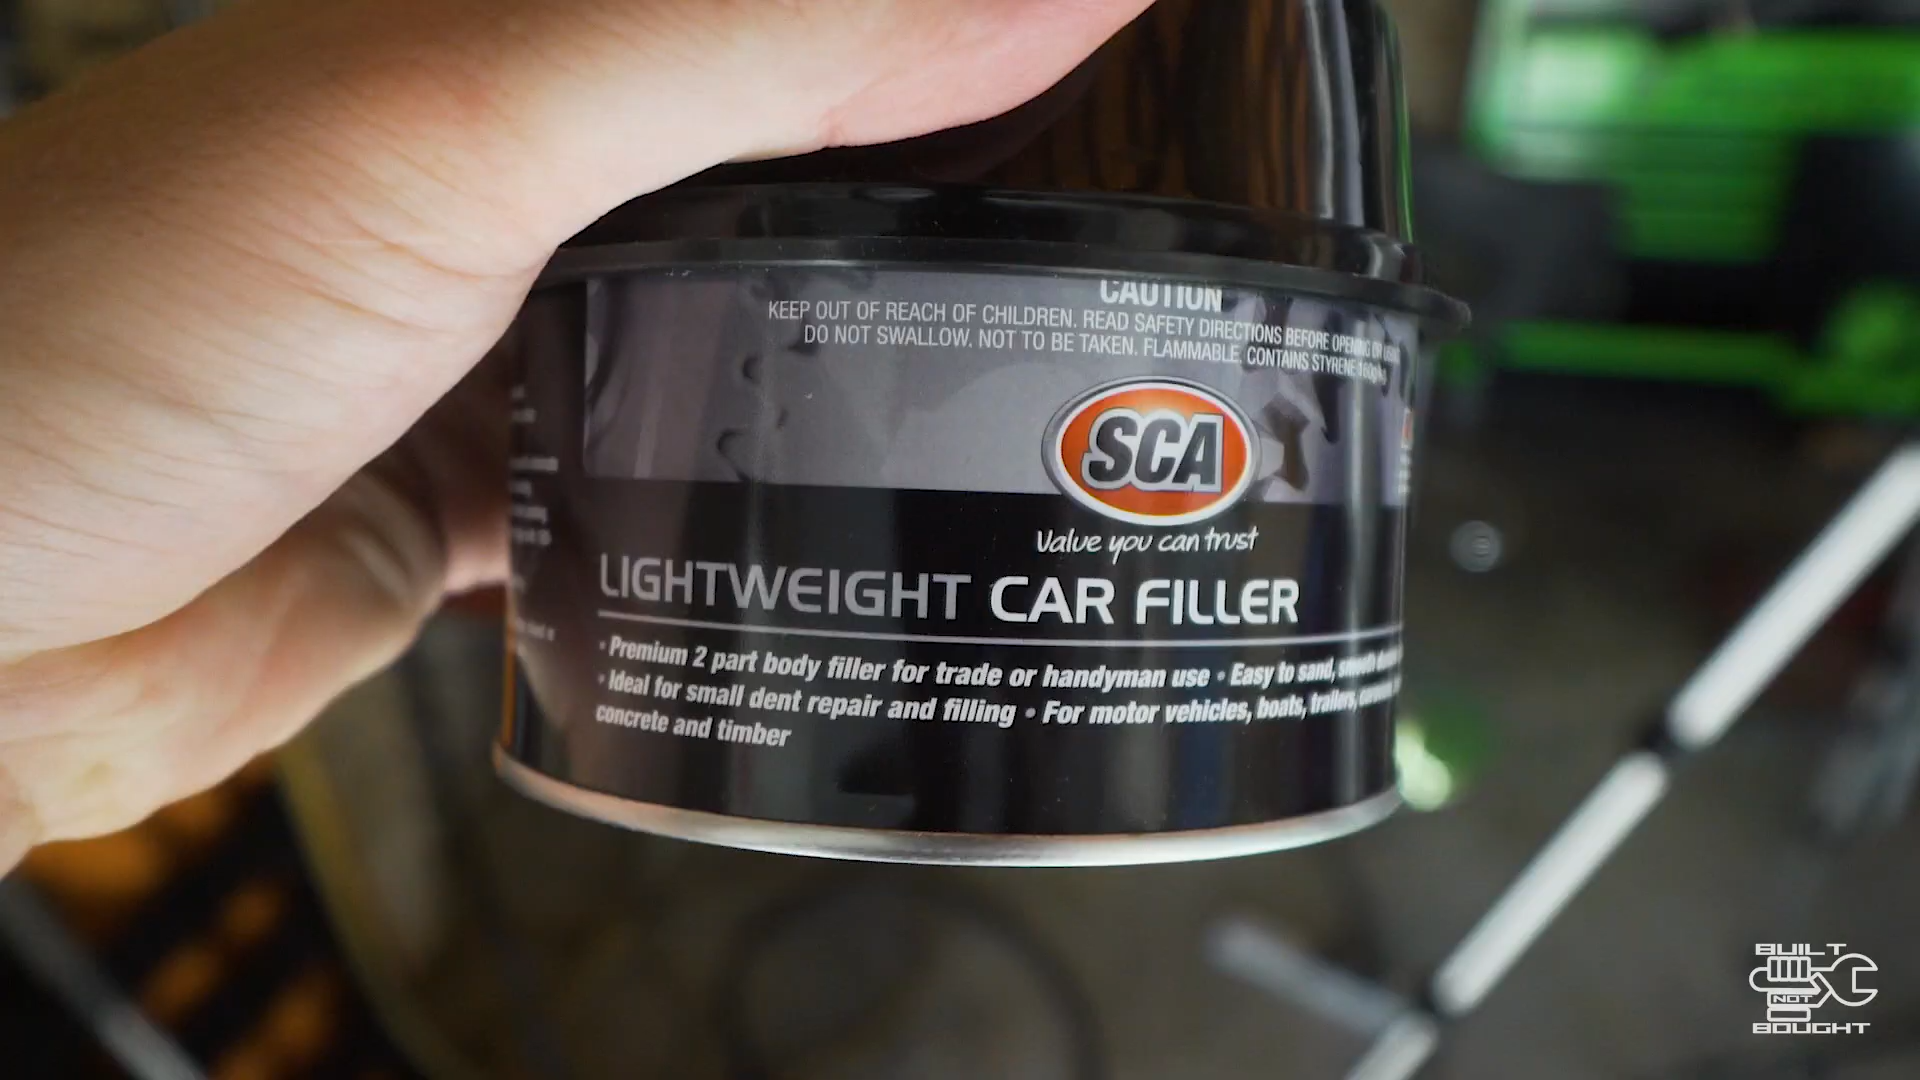 CAUTION
KEEP OUT OF REACH OF CHILDREN. READ SAFETY DIRECTIONS BEFORE OPENING OR
DO NOT SWALLOW. NOT TO BE TAKEN. FLAMMABLE. CONTAINS STYRENE
SCA
Value you can trust
LIGHTWEIGHT CAR FILLER
• Premium 2 part body filler for trade or handyman use • Easy to sand, smooth
• Ideal for small dent repair and filling • For motor vehicles, boats, trailers,
concrete and timber
BUILT
NOT
BOUGHT